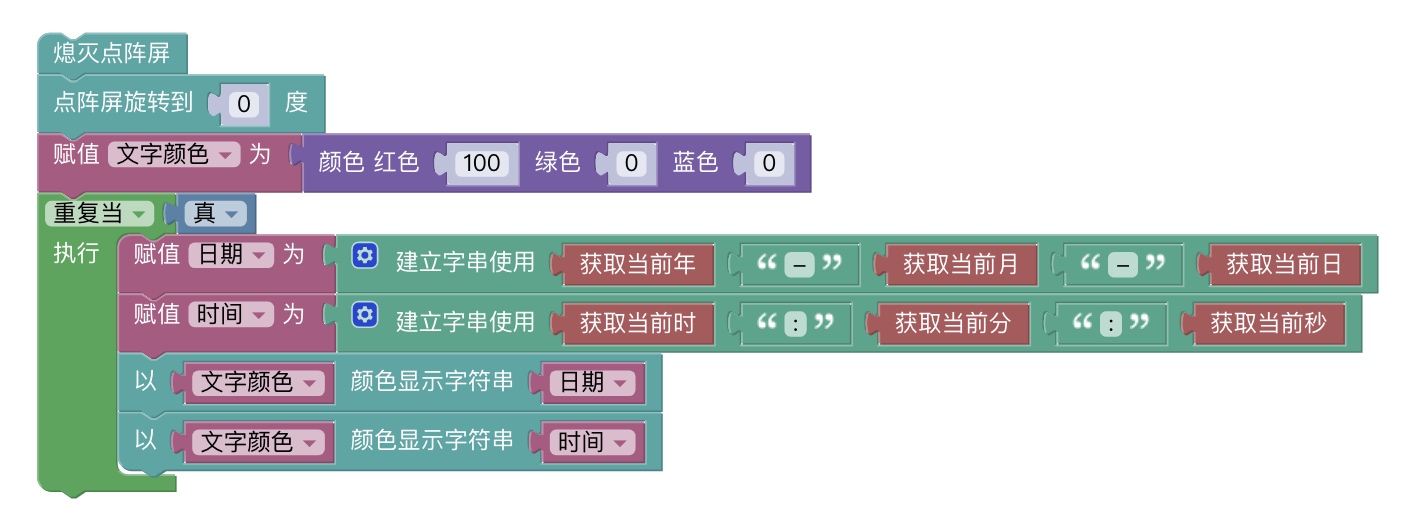 熄灭点阵屏
点阵屏旋转到 0 度
赋值 文字颜色 为 颜色 红色 100 绿色 0 蓝色 0
重复当 真
执行 赋值 日期 为 建立字串使用 获取当前年 “ – ” 获取当前月 “ – ” 获取当前日
赋值 时间 为 建立字串使用 获取当前时 “ : ” 获取当前分 “ : ” 获取当前秒
以 文字颜色 颜色显示字符串 日期
以 文字颜色 颜色显示字符串 时间